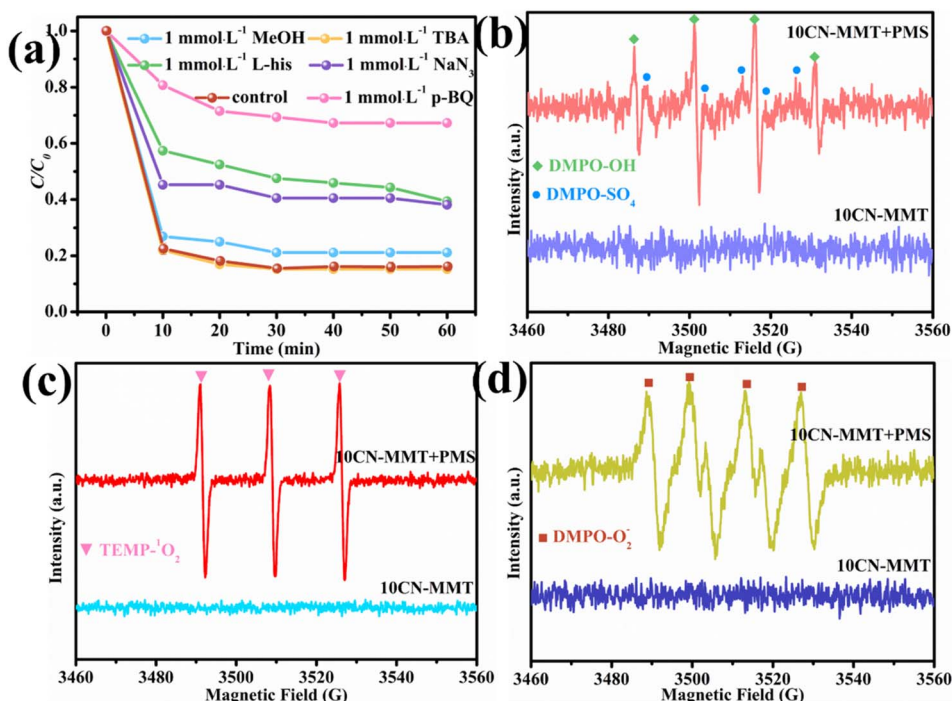 (a)
1 mmol·L⁻¹ MeOH 1 mmol·L⁻¹ TBA
1 mmol·L⁻¹ L-his 1 mmol·L⁻¹ NaN₃
control 1 mmol·L⁻¹ p-BQ
C/C₀
1.0
0.8
0.6
0.4
0.2
0.0
0 10 20 30 40 50 60
Time (min)
(b)
10CN-MMT+PMS
DMPO-OH
DMPO-SO₄
10CN-MMT
Intensity (a.u.)
3460 3480 3500 3520 3540 3560
Magnetic Field (G)
(c)
10CN-MMT+PMS
TEMP-¹O₂
10CN-MMT
Intensity (a.u.)
3460 3480 3500 3520 3540 3560
Magnetic Field (G)
(d)
10CN-MMT+PMS
DMPO-O₂⁻
10CN-MMT
Intensity (a.u.)
3460 3480 3500 3520 3540 3560
Magnetic Field (G)